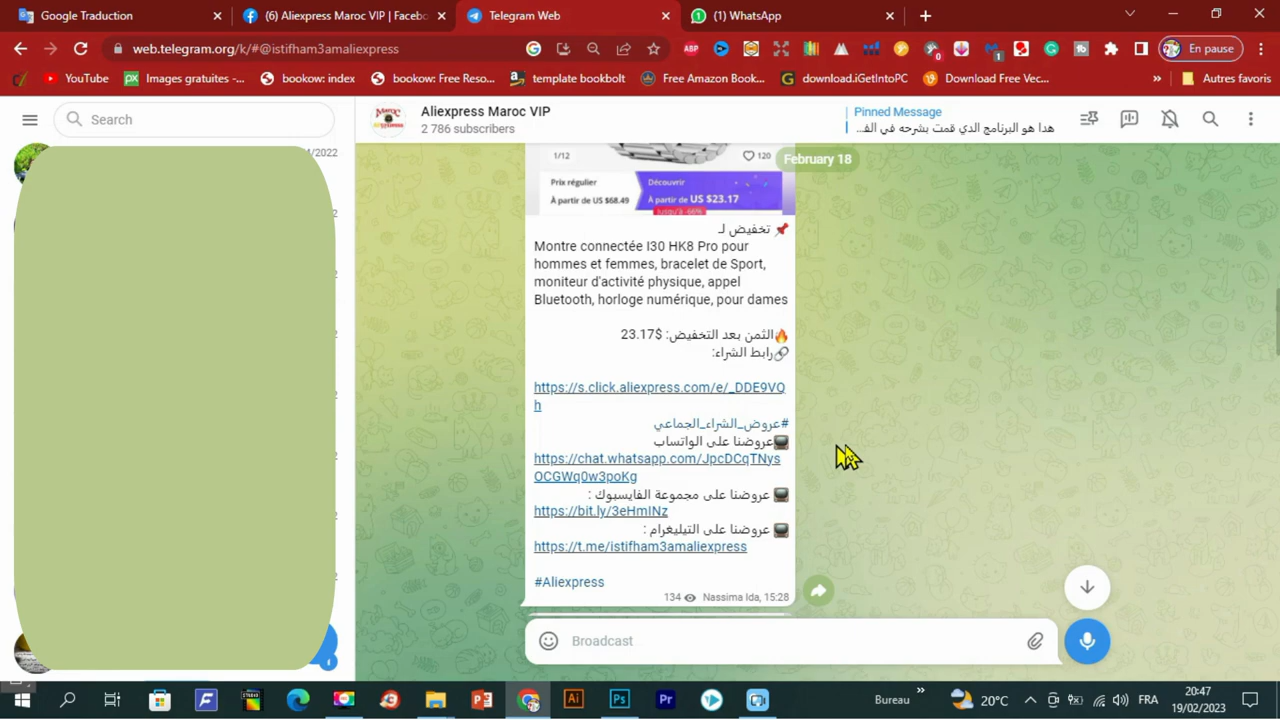 Google Traduction
(6) Aliexpress Maroc VIP | Faceb
Telegram Web
(1) WhatsApp
web.telegram.org/k/#@istifham3amaliexpress
En pause
YouTube
Images gratuites -...
bookow: index
bookow: Free Reso...
template bookbolt
Free Amazon Book...
download.iGetIntoPC
Download Free Vec...
»
Autres favoris
Search
Aliexpress Maroc VIP
2 786 subscribers
Pinned Message
هدا هو البرنامج الدي قمت بشرحه في الف...
/2022
February 18
1/12
120
Prix régulier
À partir de US $68.49
Découvrir
À partir de US $23.17
Jusqu'à -66%
📌 تخفيض لـ
Montre connectée I30 HK8 Pro pour
hommes et femmes, bracelet de Sport,
moniteur d'activité physique, appel
Bluetooth, horloge numérique, pour dames
🔥الثمن بعد التخفيض: $23.17
🔗رابط الشراء:
https://s.click.aliexpress.com/e/_DDE9VQ
h
#عروض_الشراء_الجماعي
عروضنا على الواتساب
https://chat.whatsapp.com/JpcDCqTNys
OCGWq0w3poKg
عروضنا على مجموعة الفايسبوك :
https://bit.ly/3eHmINz
عروضنا على التيليغرام :
https://t.me/istifham3amaliexpress
#Aliexpress
134 Nassima Ida, 15:28
Broadcast
Bureau
»
20°C
FRA
20:47
19/02/2023